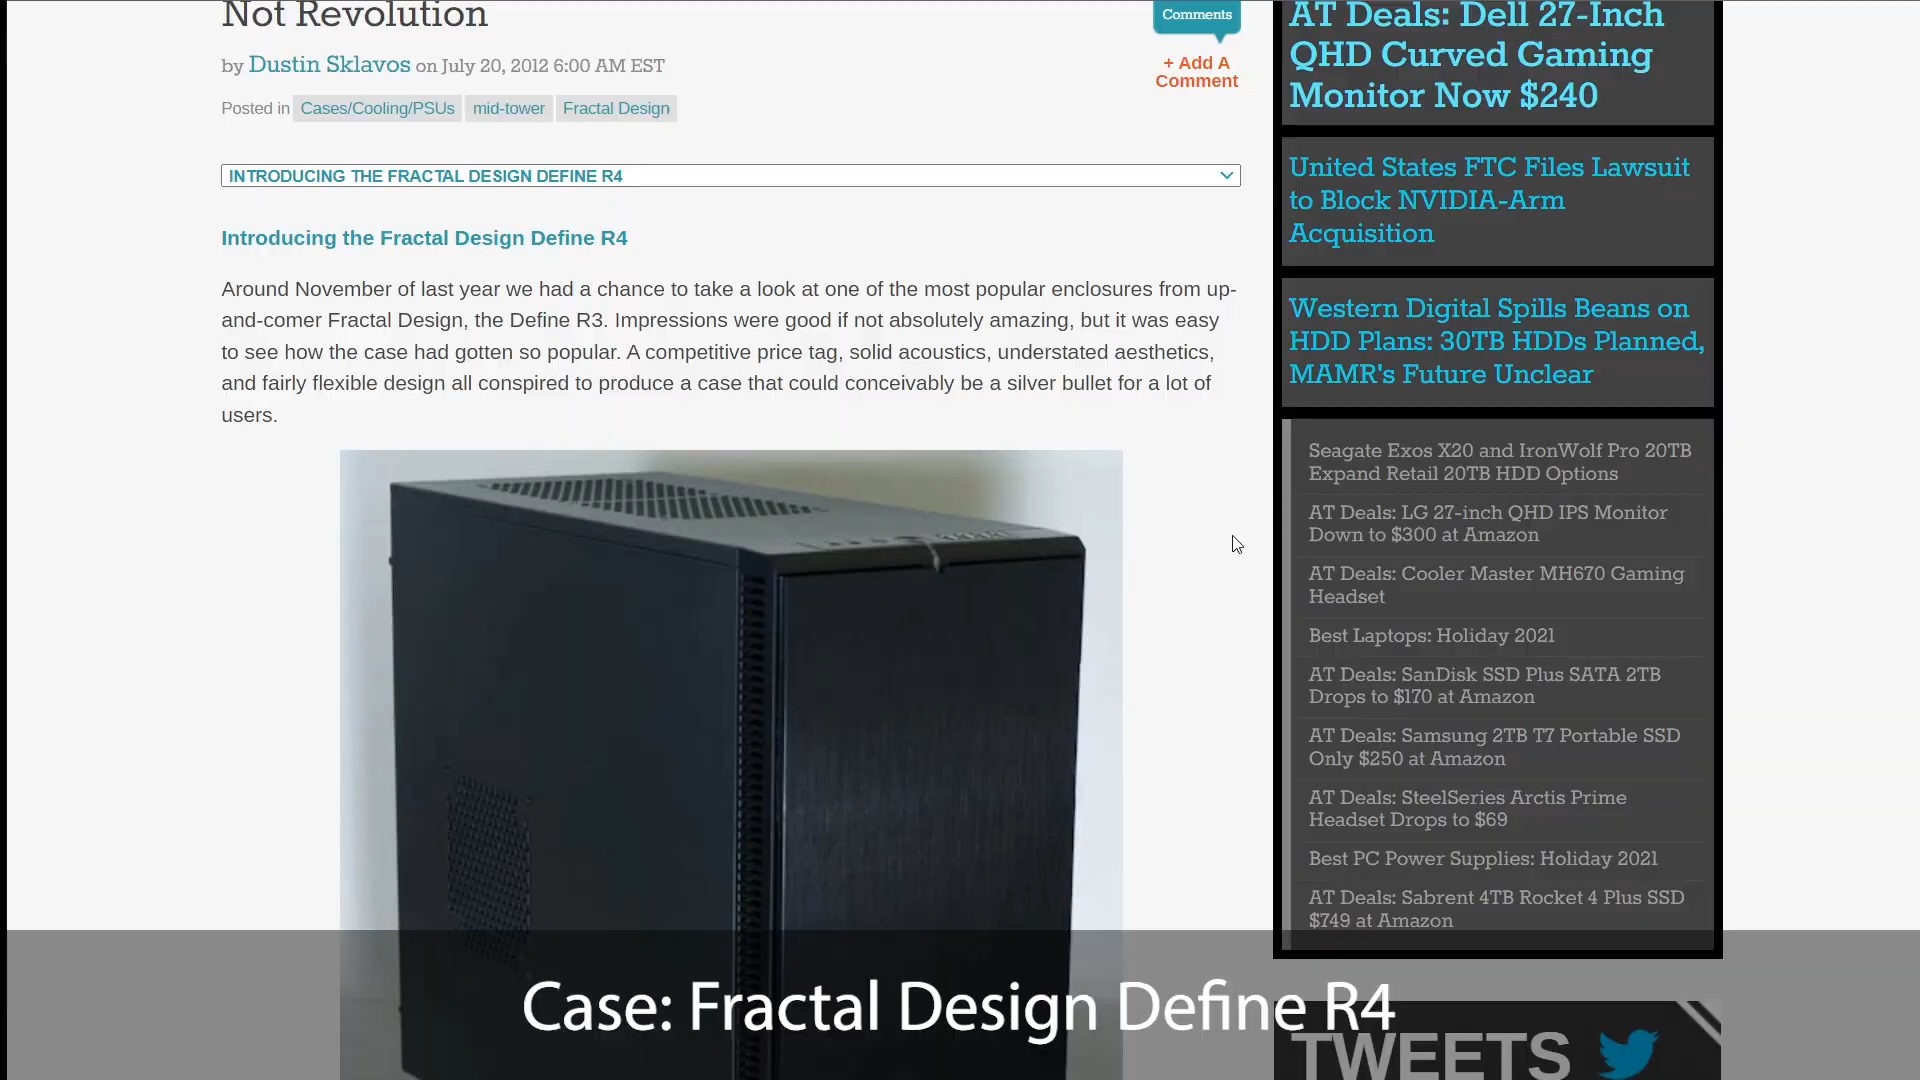 Not Revolution
by Dustin Sklavos on July 20, 2012 6:00 AM EST
Posted in Cases/Cooling/PSUs mid-tower Fractal Design
Comments
+ Add A
Comment
INTRODUCING THE FRACTAL DESIGN DEFINE R4
Introducing the Fractal Design Define R4
Around November of last year we had a chance to take a look at one of the most popular enclosures from up-
and-comer Fractal Design, the Define R3. Impressions were good if not absolutely amazing, but it was easy
to see how the case had gotten so popular. A competitive price tag, solid acoustics, understated aesthetics,
and fairly flexible design all conspired to produce a case that could conceivably be a silver bullet for a lot of
users.
AT Deals: Dell 27-Inch
QHD Curved Gaming
Monitor Now $240
United States FTC Files Lawsuit
to Block NVIDIA-Arm
Acquisition
Western Digital Spills Beans on
HDD Plans: 30TB HDDs Planned,
MAMR's Future Unclear
Seagate Exos X20 and IronWolf Pro 20TB
Expand Retail 20TB HDD Options
AT Deals: LG 27-inch QHD IPS Monitor
Down to $300 at Amazon
AT Deals: Cooler Master MH670 Gaming
Headset
Best Laptops: Holiday 2021
AT Deals: SanDisk SSD Plus SATA 2TB
Drops to $170 at Amazon
AT Deals: Samsung 2TB T7 Portable SSD
Only $250 at Amazon
AT Deals: SteelSeries Arctis Prime
Headset Drops to $69
Best PC Power Supplies: Holiday 2021
AT Deals: Sabrent 4TB Rocket 4 Plus SSD
$749 at Amazon
Case: Fractal Design Define R4
TWEETS